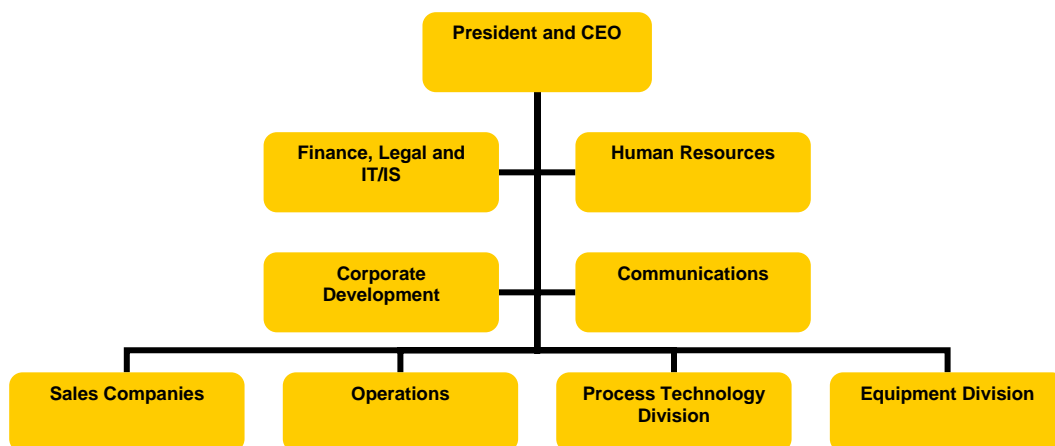 President and CEO
Finance, Legal and
IT/IS
Human Resources
Corporate
Development
Communications
Sales Companies
Operations
Process Technology
Division
Equipment Division